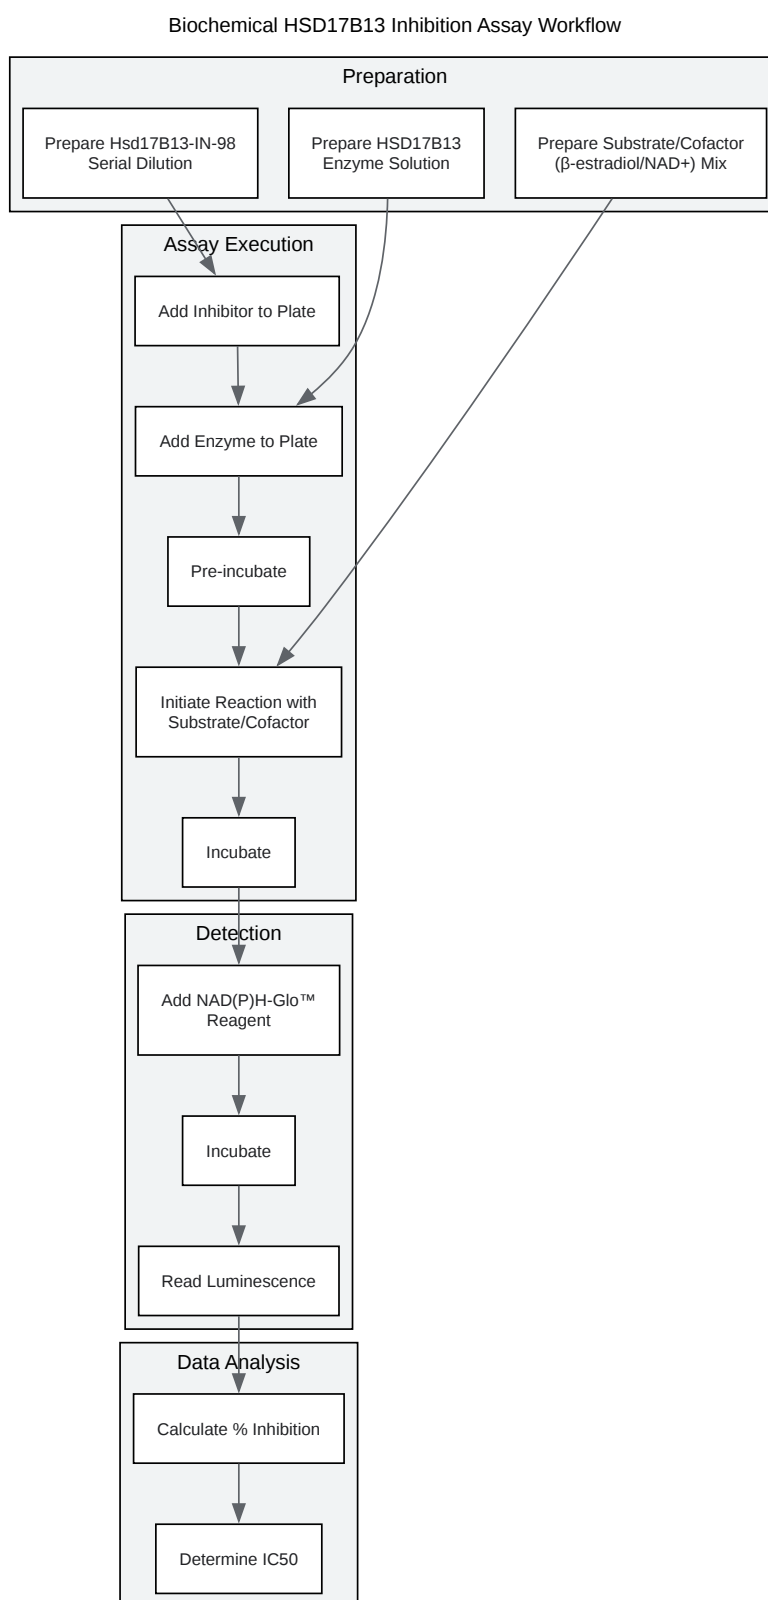 Biochemical HSD17B13 Inhibition Assay Workflow
Preparation
Prepare Hsd17B13-IN-98
Serial Dilution
Prepare HSD17B13
Enzyme Solution
Prepare Substrate/Cofactor
(β-estradiol/NAD+) Mix
Assay Execution
Add Inhibitor to Plate
Add Enzyme to Plate
Pre-incubate
Initiate Reaction with
Substrate/Cofactor
Incubate
Detection
Add NAD(P)H-Glo™
Reagent
Incubate
Read Luminescence
Data Analysis
Calculate % Inhibition
Determine IC50